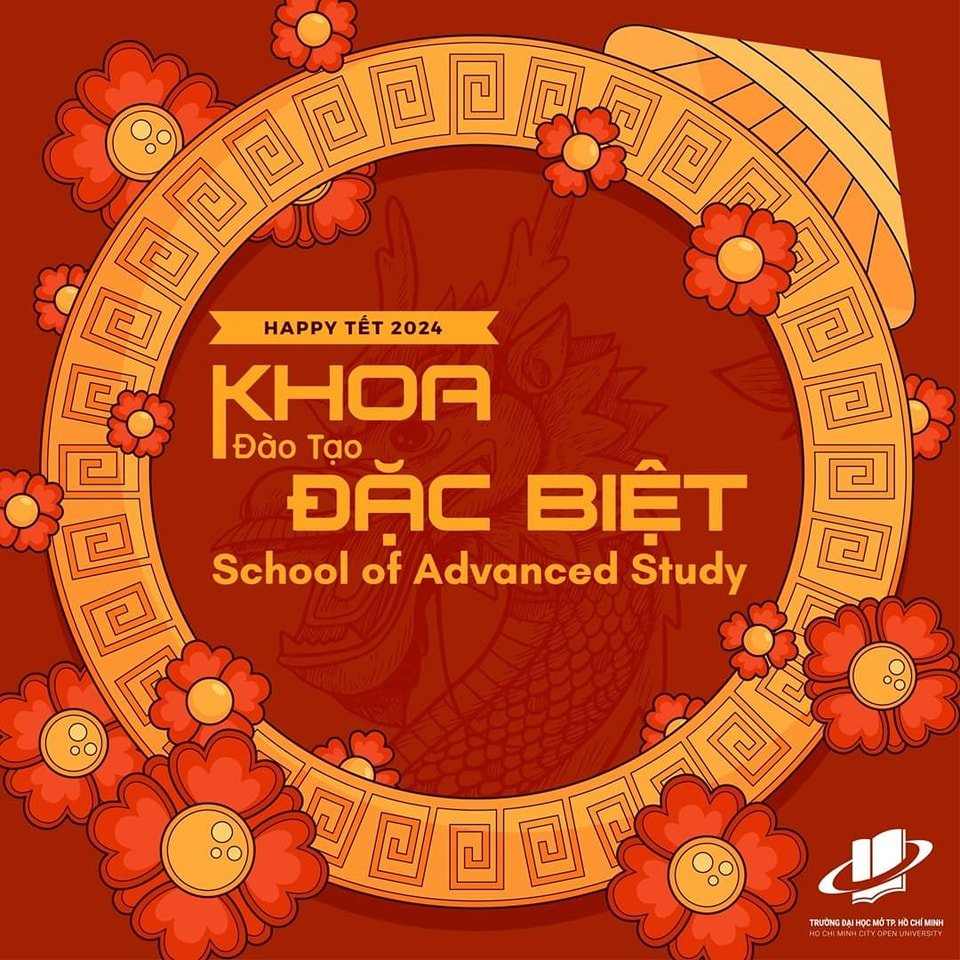 HAPPY TẾT 2024
KHOA
Đào Tạo
ĐẶC BIỆT
School of Advanced Study
TRƯỜNG ĐẠI HỌC MỞ TP. HỒ CHÍ MINH
HO CHI MINH CITY OPEN UNIVERSITY